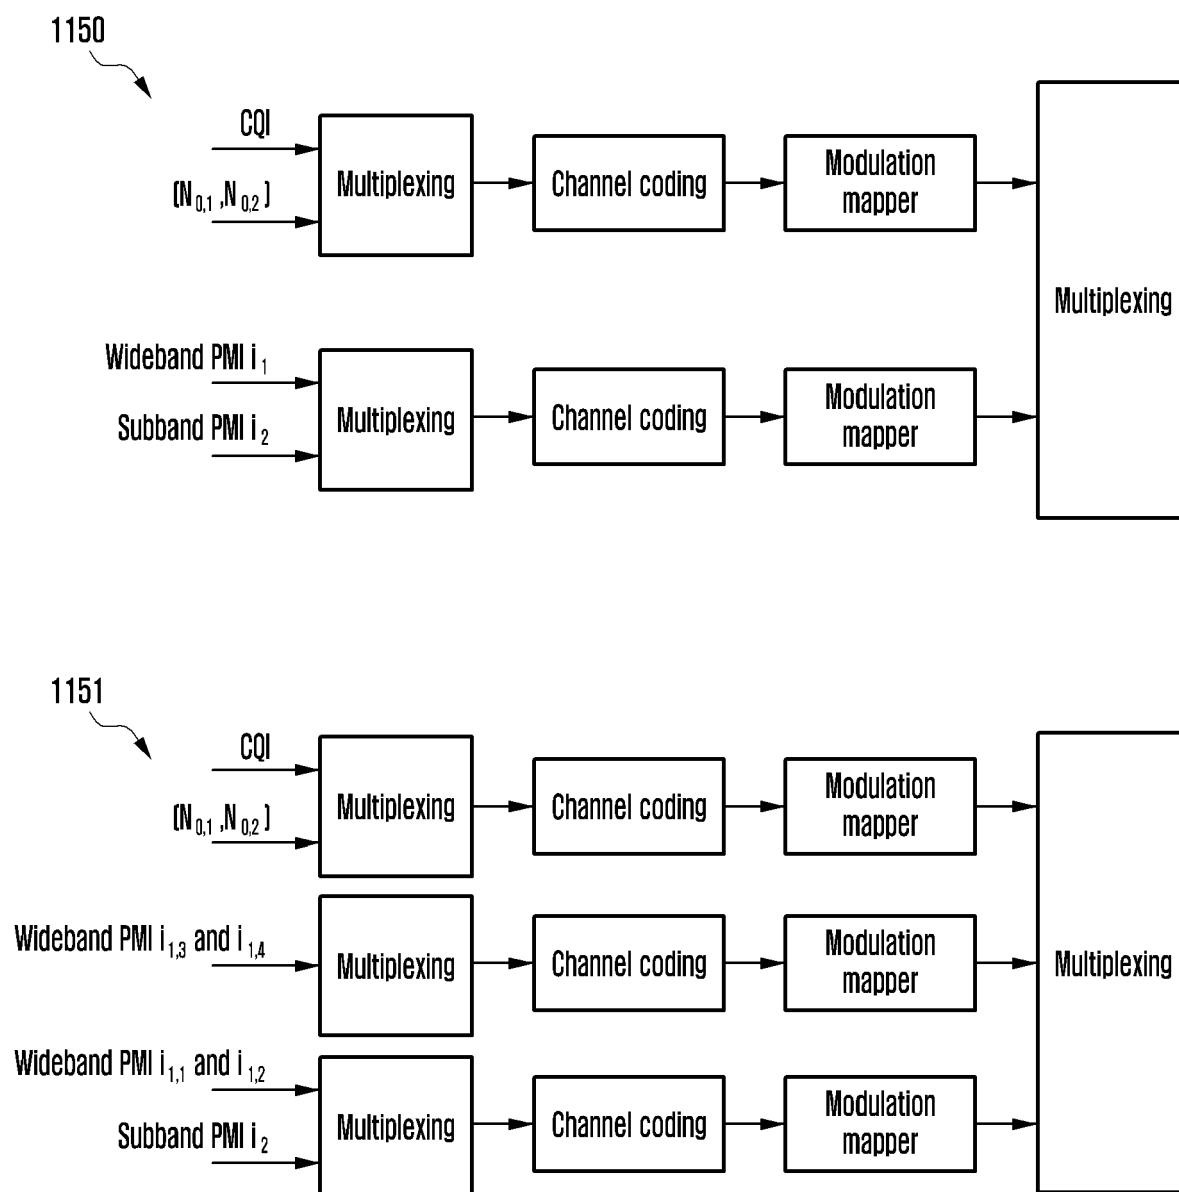 1150
CQI
(N0,1 ,N0,2 )
Multiplexing
Channel coding
Modulation
mapper
Multiplexing
Wideband PMI i1
Subband PMI i2
Multiplexing
Channel coding
Modulation
mapper
1151
CQI
(N0,1 ,N0,2 )
Multiplexing
Channel coding
Modulation
mapper
Wideband PMI i1,3 and i1,4
Multiplexing
Channel coding
Modulation
mapper
Multiplexing
Wideband PMI i1,1 and i1,2
Subband PMI i2
Multiplexing
Channel coding
Modulation
mapper